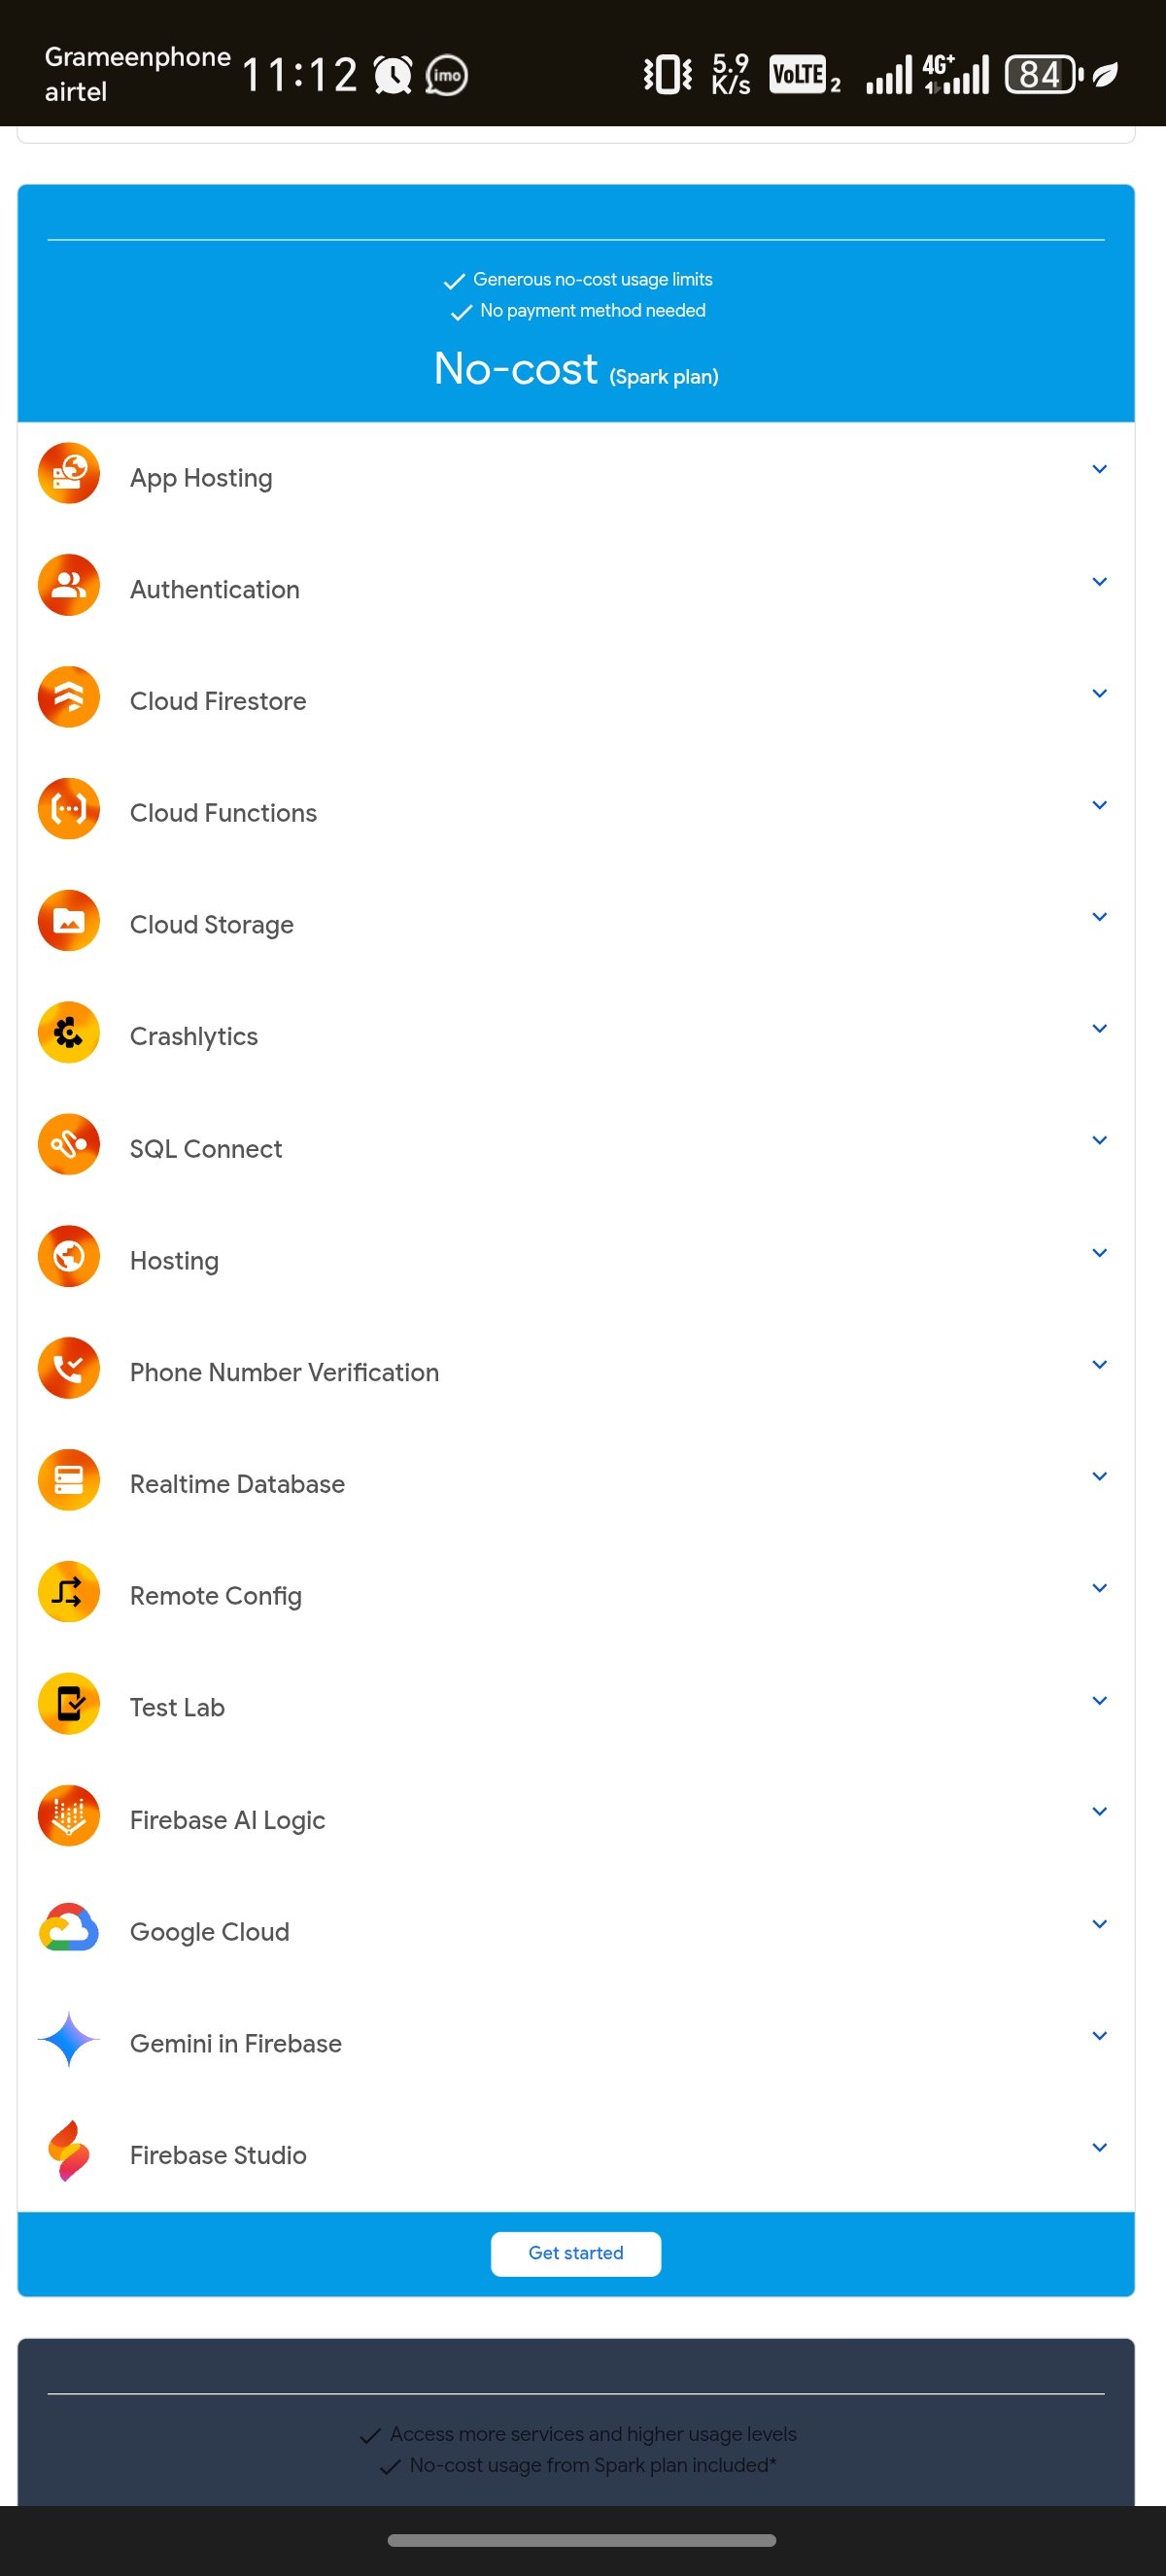 Grameenphone
airtel
11:12
imo
5.9
K/s
VoLTE 2
4G+
84
Generous no-cost usage limits
No payment method needed
No-cost (Spark plan)
App Hosting
Authentication
Cloud Firestore
Cloud Functions
Cloud Storage
Crashlytics
SQL Connect
Hosting
Phone Number Verification
Realtime Database
Remote Config
Test Lab
Firebase AI Logic
Google Cloud
Gemini in Firebase
Firebase Studio
Get started
Access more services and higher usage levels
No-cost usage from Spark plan included*